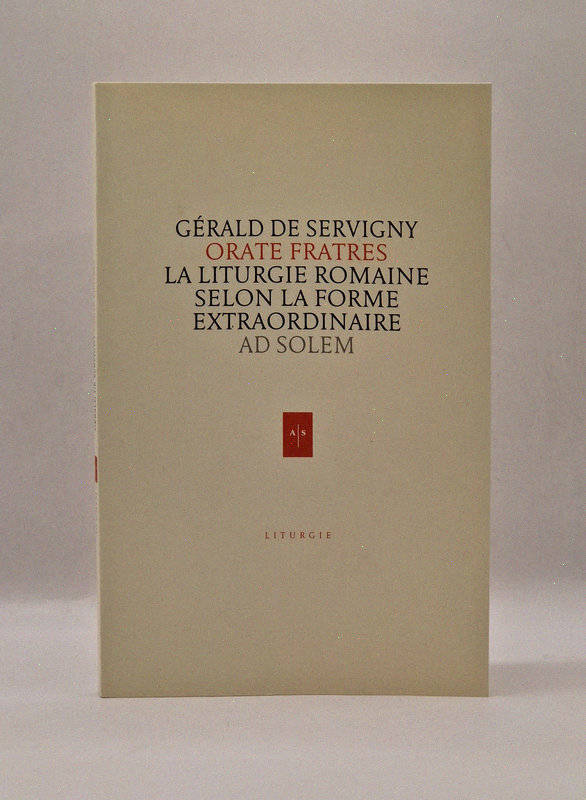 GÉRALD DE SERVIGNY
ORATE FRATRES
LA LITURGIE ROMAINE
SELON LA FORME
EXTRAORDINAIRE
AD SOLEM
A|S
LITURGIE